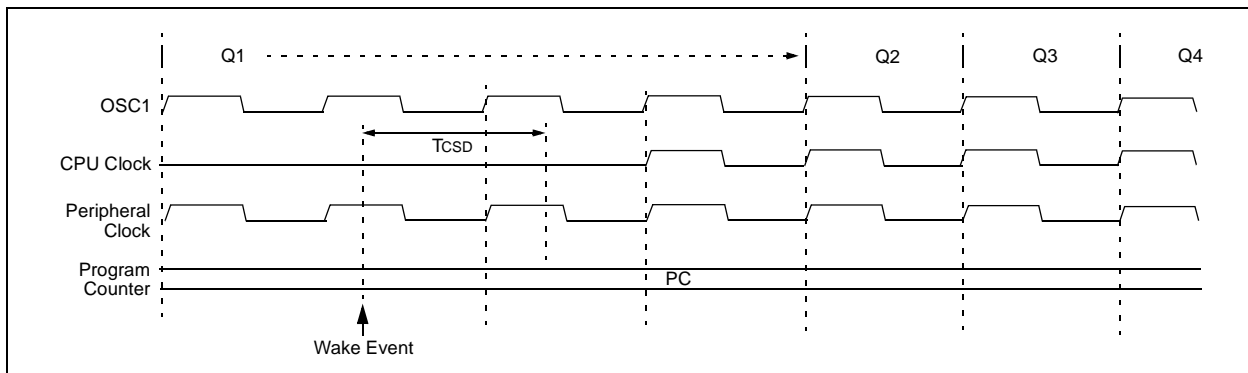 Q1 Q2 Q3 Q4
OSC1
TCSD
CPU Clock
Peripheral
Clock
Program
Counter
PC
Wake Event